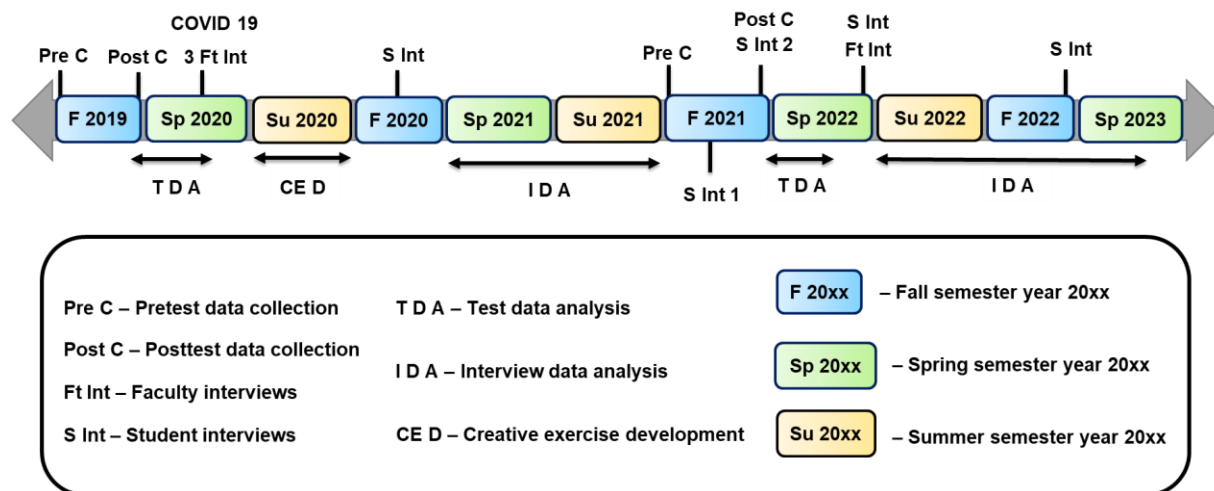 COVID 19
Post C
S Int
Pre C
Post C
3 Ft Int
S Int
Pre C
S Int 2
Ft Int
S Int
F 2019
Sp 2020
Su 2020
F 2020
Sp 2021
Su 2021
F 2021
Sp 2022
Su 2022
F 2022
Sp 2023
T D A
CE D
I D A
S Int 1
T D A
I D A
Pre C – Pretest data collection
Post C – Posttest data collection
Ft Int – Faculty interviews
S Int – Student interviews
T D A – Test data analysis
I D A – Interview data analysis
CE D – Creative exercise development
F 20xx – Fall semester year 20xx
Sp 20xx – Spring semester year 20xx
Su 20xx – Summer semester year 20xx